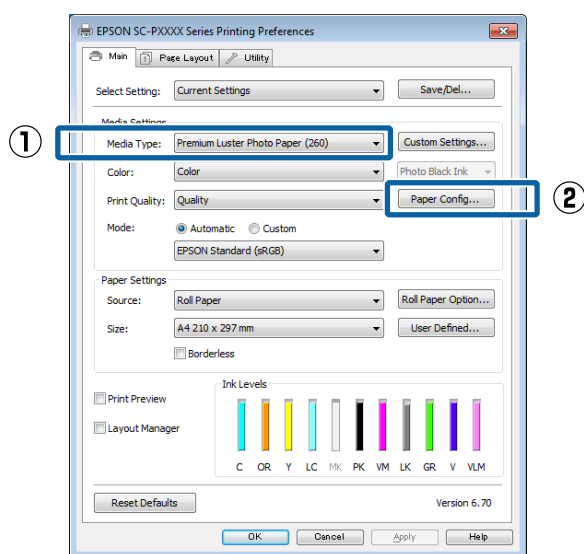 EPSON SC-PXXXX Series Printing Preferences
Main Page Layout Utility
Select Setting: Current Settings Save/Del...
Media Settings
① Media Type: Premium Luster Photo Paper (260) Custom Settings...
Color: Color Photo Black Ink
Print Quality: Quality Paper Config... ②
Mode: Automatic Custom
EPSON Standard (sRGB)
Paper Settings
Source: Roll Paper Roll Paper Option...
Size: A4 210 x 297 mm User Defined...
Borderless
Print Preview
Layout Manager
Ink Levels
C OR Y LC MK PK VM LK GR V VLM
Reset Defaults Version 6.70
OK Cancel Apply Help